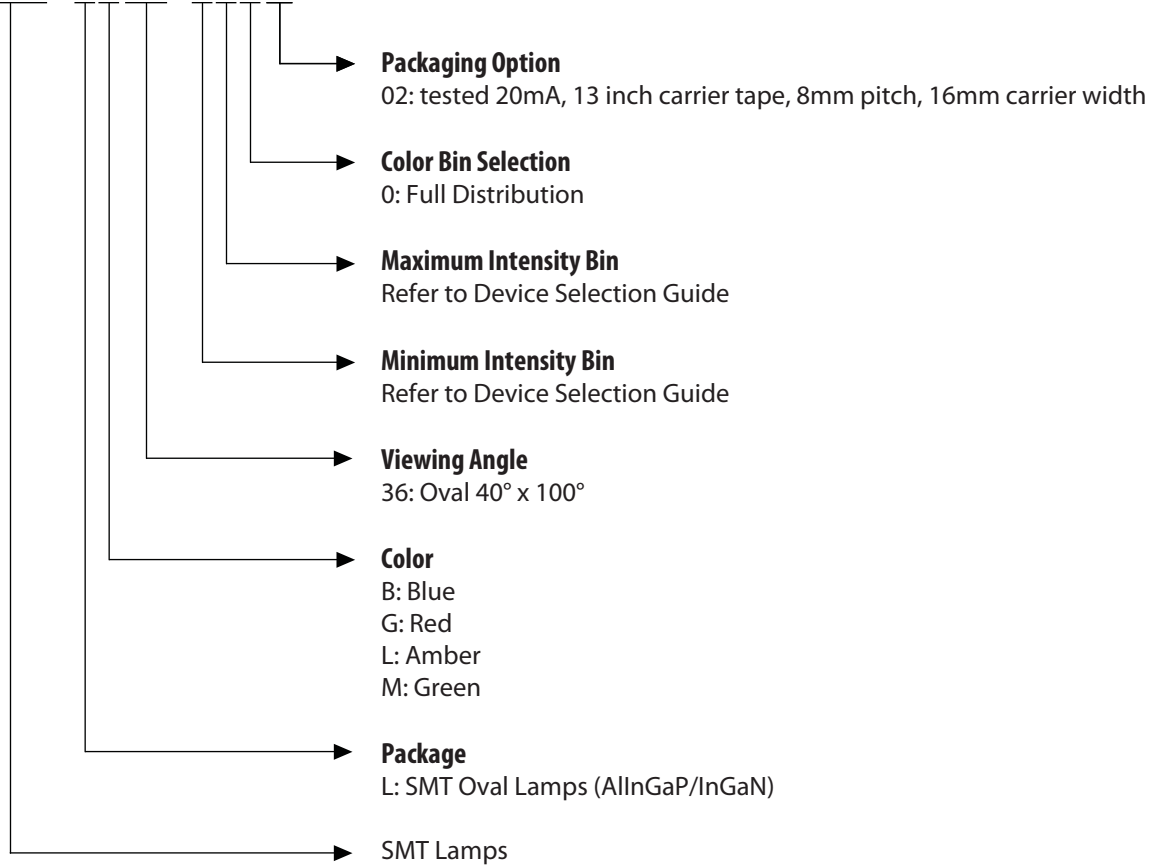 Packaging Option
02: tested 20mA, 13 inch carrier tape, 8mm pitch, 16mm carrier width
Color Bin Selection
0: Full Distribution
Maximum Intensity Bin
Refer to Device Selection Guide
Minimum Intensity Bin
Refer to Device Selection Guide
Viewing Angle
36: Oval 40° x 100°
Color
B: Blue
G: Red
L: Amber
M: Green
Package
L: SMT Oval Lamps (AlInGaP/InGaN)
SMT Lamps